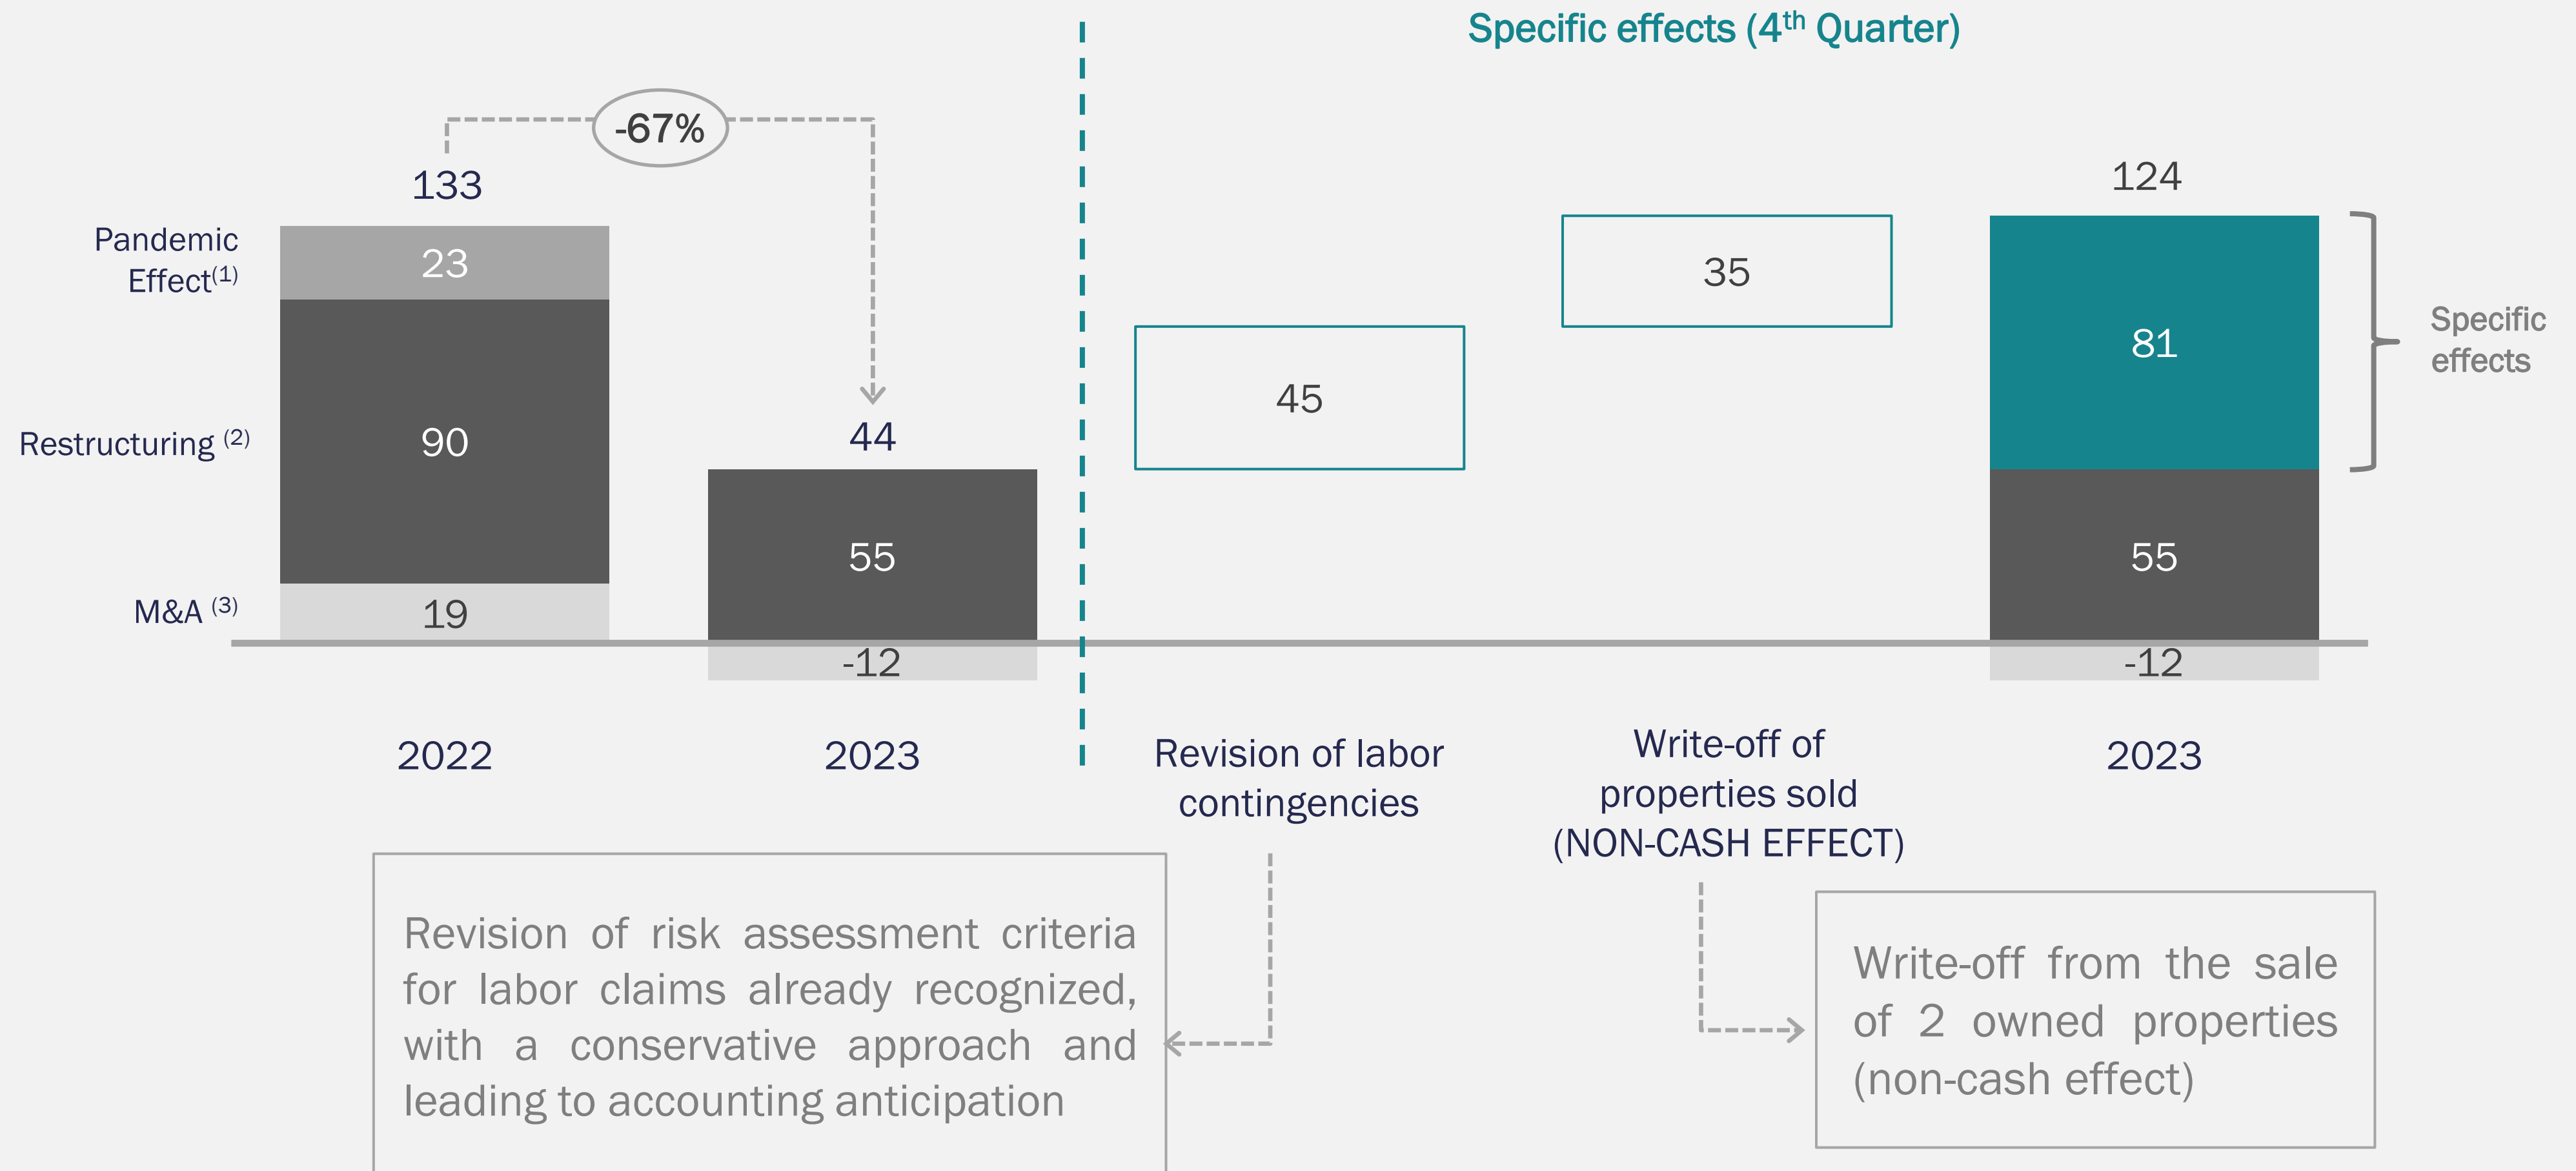 Specific effects (4th Quarter)
-67%
133
124
Pandemic
Effect(1)
23
35
Specific
effects
81
45
44
Restructuring (2)
90
55
55
M&A (3)
19
-12
-12
2022
2023
Revision of labor
contingencies
Write-off of
properties sold
(NON-CASH EFFECT)
2023
Revision of risk assessment criteria
for labor claims already recognized,
with a conservative approach and
leading to accounting anticipation
Write-off from the sale
of 2 owned properties
(non-cash effect)